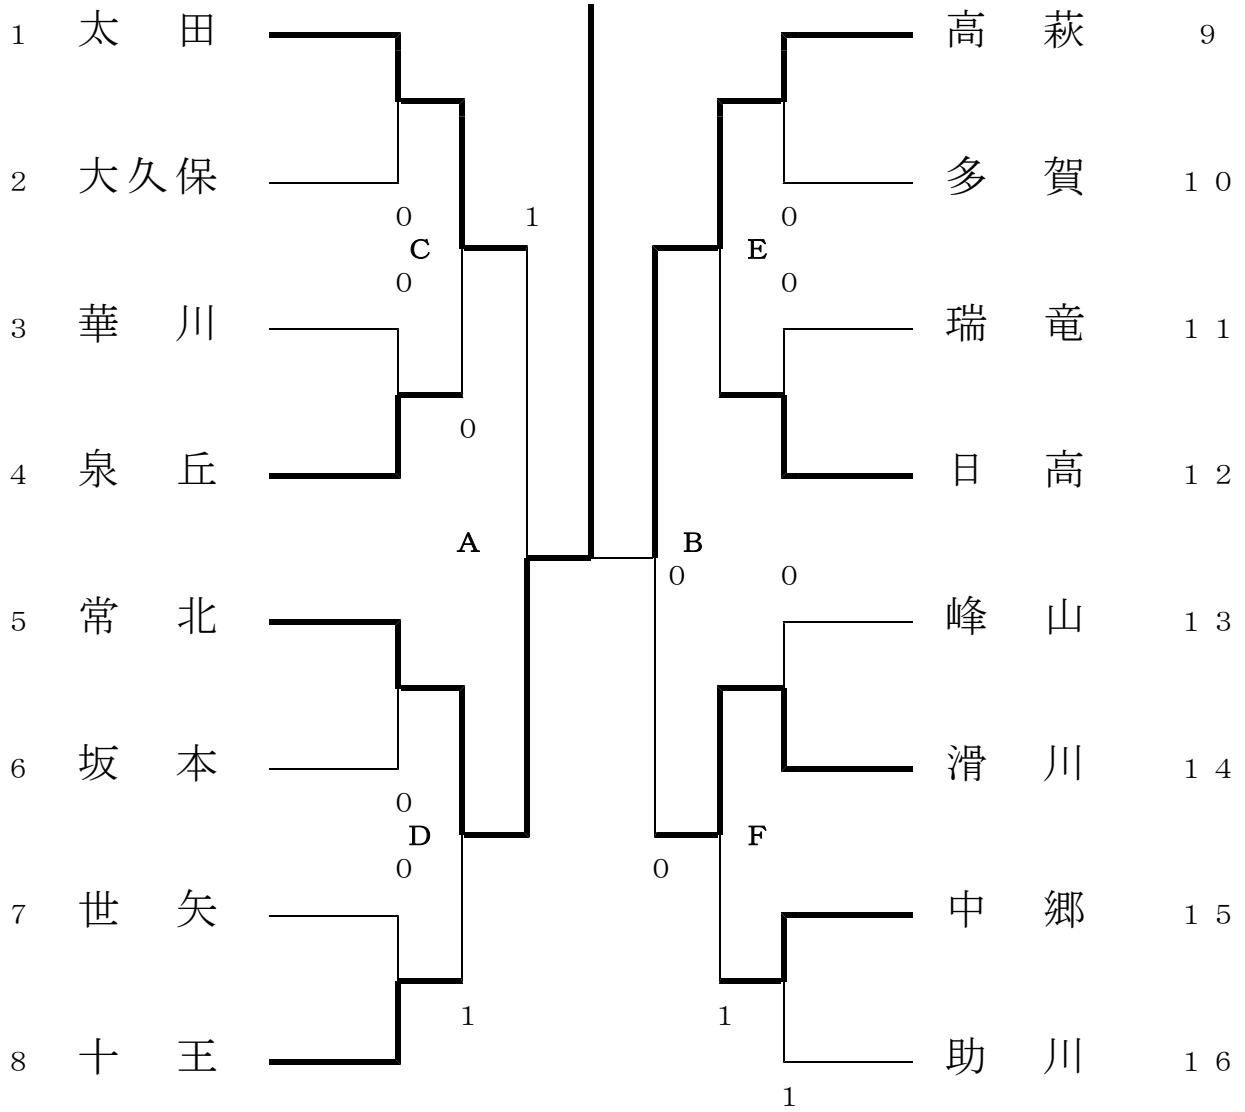 1 太 田 高 萩 9
2 大久保 多 賀 10
0 1 0
C E
0 0
3 華 川 瑞 竜 11
0
4 泉 丘 日 高 12
A B
0 0
5 常 北 峰 山 13
6 坂 本 滑 川 14
0
D F
0 0
7 世 矢 中 郷 15
1 1
8 十 王 助 川 16
1